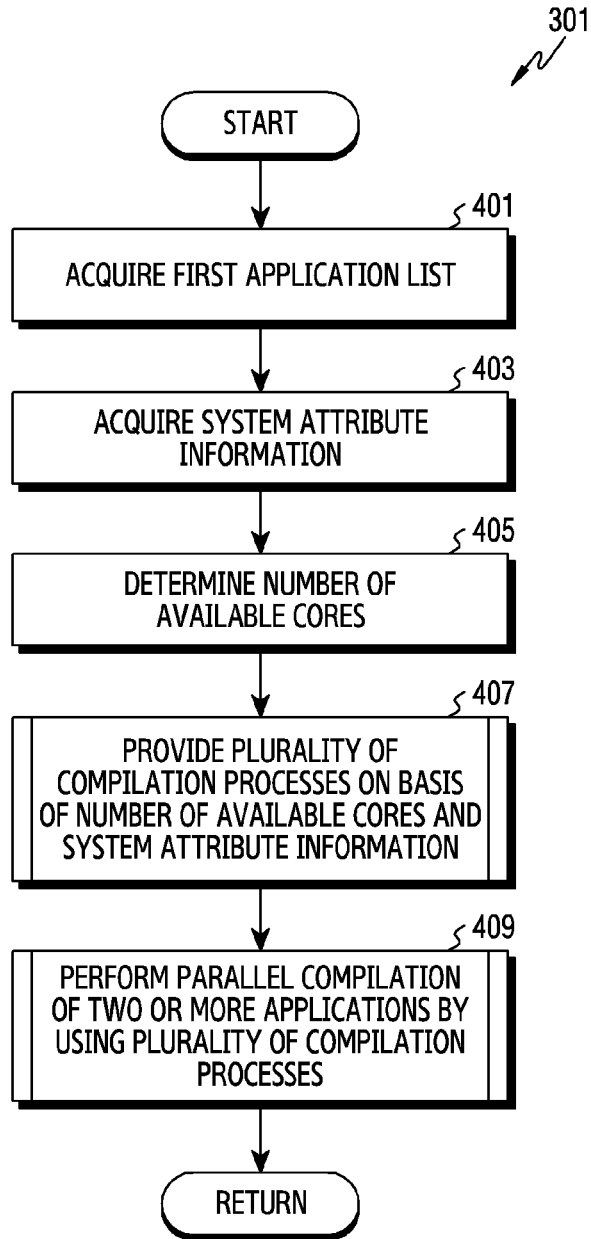 301
START
401
ACQUIRE FIRST APPLICATION LIST
403
ACQUIRE SYSTEM ATTRIBUTE
INFORMATION
405
DETERMINE NUMBER OF
AVAILABLE CORES
407
PROVIDE PLURALITY OF
COMPILATION PROCESSES ON BASIS
OF NUMBER OF AVAILABLE CORES AND
SYSTEM ATTRIBUTE INFORMATION
409
PERFORM PARALLEL COMPILATION
OF TWO OR MORE APPLICATIONS BY
USING PLURALITY OF COMPILATION
PROCESSES
RETURN